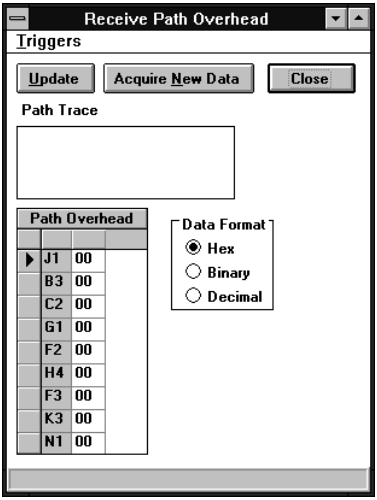 Receive Path Overhead
Triggers
Update Acquire New Data Close
Path Trace
Path Overhead
Data Format
Hex
Binary
Decimal
J1 00
B3 00
C2 00
G1 00
F2 00
H4 00
F3 00
K3 00
N1 00